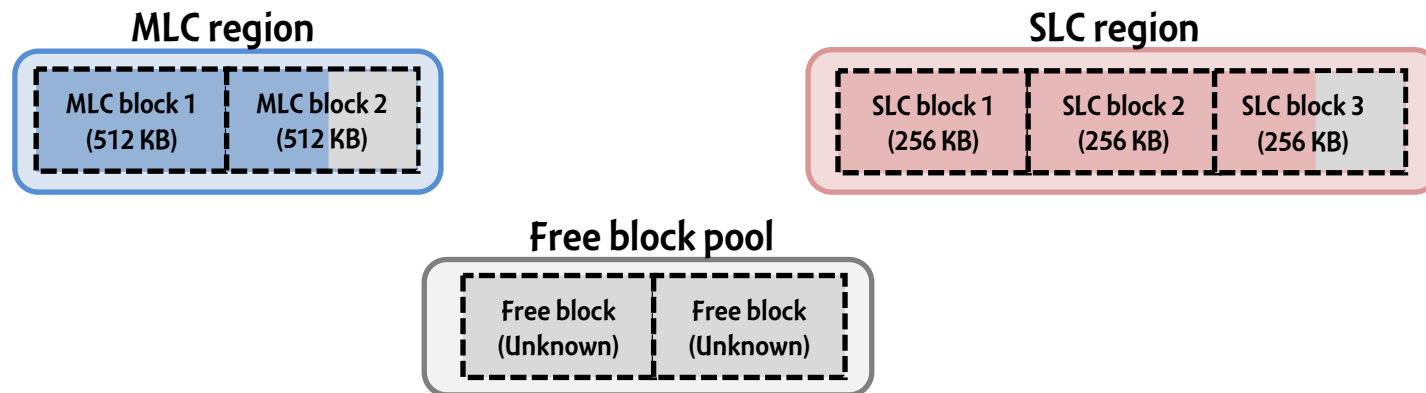 MLC region
MLC block 1
(512 KB)
MLC block 2
(512 KB)
SLC region
SLC block 1
(256 KB)
SLC block 2
(256 KB)
SLC block 3
(256 KB)
Free block pool
Free block
(Unknown)
Free block
(Unknown)